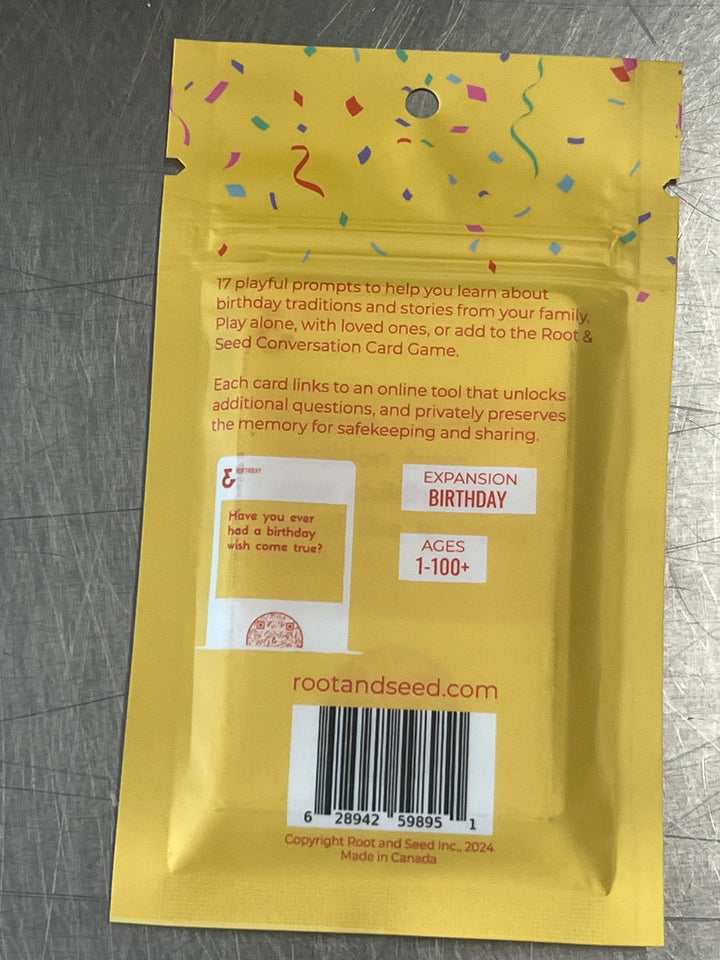 17 playful prompts to help you learn about
birthday traditions and stories from your family.
Play alone, with loved ones, or add to the Root &
Seed Conversation Card Game.
Each card links to an online tool that unlocks
additional questions, and privately preserves
the memory for safekeeping and sharing.
BIRTHDAY
Have you ever
had a birthday
wish come true?
EXPANSION
BIRTHDAY
AGES
1-100+
rootandseed.com
6 28942 59895 1
Copyright Root and Seed Inc., 2024
Made in Canada